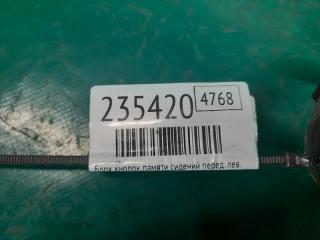 235420 4768
Блок кнопок памяти сидений перед. лев.